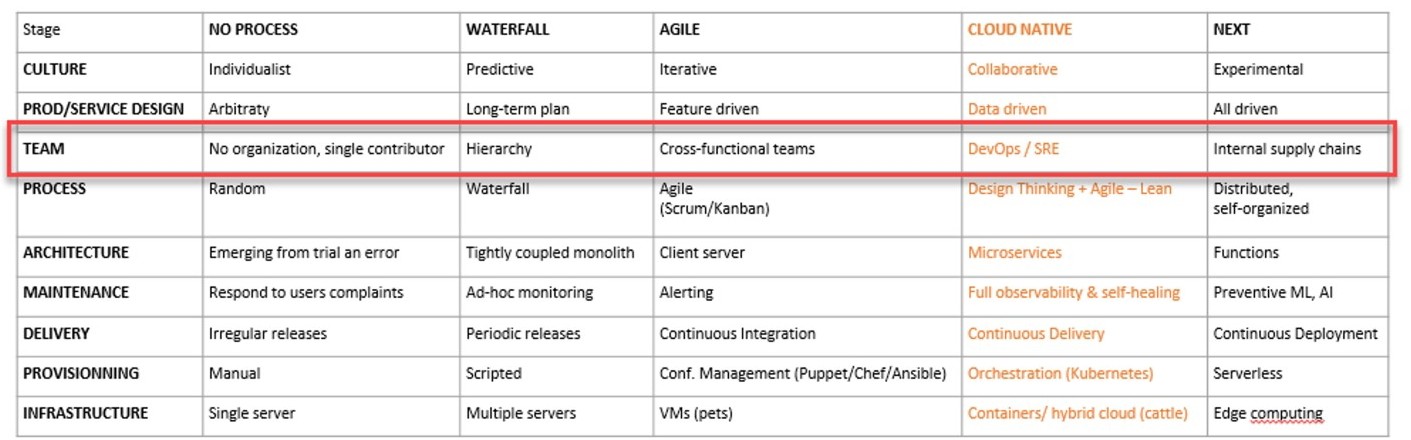 Stage NO PROCESS WATERFALL AGILE CLOUD NATIVE NEXT
CULTURE Individualist Predictive Iterative Collaborative Experimental
PROD/SERVICE DESIGN Arbitraty Long-term plan Feature driven Data driven All driven
TEAM No organization, single contributor Hierarchy Cross-functional teams DevOps / SRE Internal supply chains
PROCESS Random Waterfall Agile Design Thinking + Agile – Lean Distributed,
(Scrum/Kanban) self-organized
ARCHITECTURE Emerging from trial an error Tightly coupled monolith Client server Microservices Functions
MAINTENANCE Respond to users complaints Ad-hoc monitoring Alerting Full observability & self-healing Preventive ML, AI
DELIVERY Irregular releases Periodic releases Continuous Integration Continuous Delivery Continuous Deployment
PROVISIONNING Manual Scripted Conf. Management (Puppet/Chef/Ansible) Orchestration (Kubernetes) Serverless
INFRASTRUCTURE Single server Multiple servers VMs (pets) Containers/ hybrid cloud (cattle) Edge computing